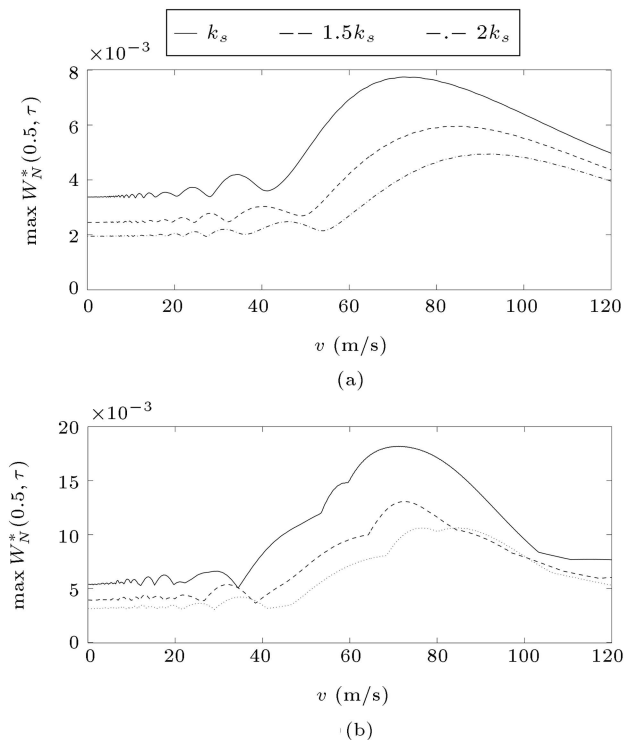 — k_s -- 1.5k_s -.- 2k_s
×10⁻³
8
6
4
2
0
max W*_N(0.5, τ)
0 20 40 60 80 100 120
v (m/s)
(a)
×10⁻³
20
15
10
5
0
max W*_N(0.5, τ)
0 20 40 60 80 100 120
v (m/s)
(b)